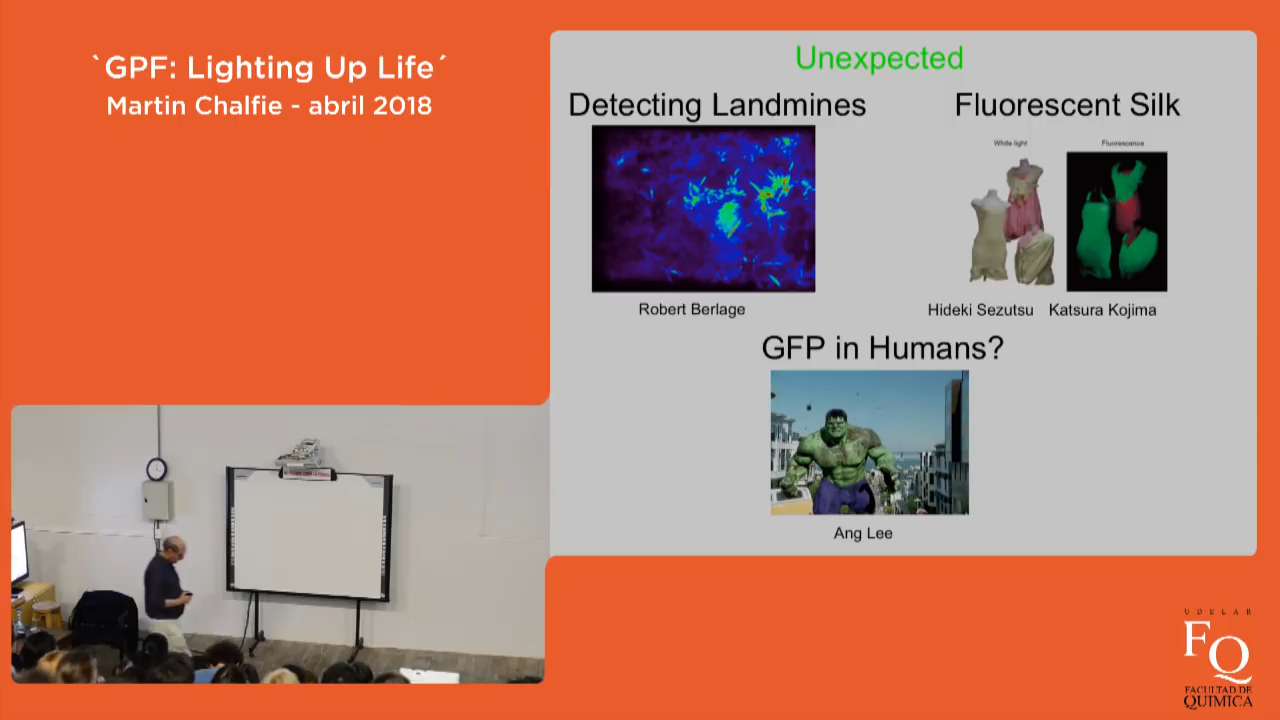 `GPF: Lighting Up Life´
Martin Chalfie - abril 2018
Unexpected
Detecting Landmines
Fluorescent Silk
White light
Fluorescence
Robert Berlage
Hideki Sezutsu
Katsura Kojima
GFP in Humans?
Ang Lee
UDELAR
FQ
FACULTAD DE
QUIMICA